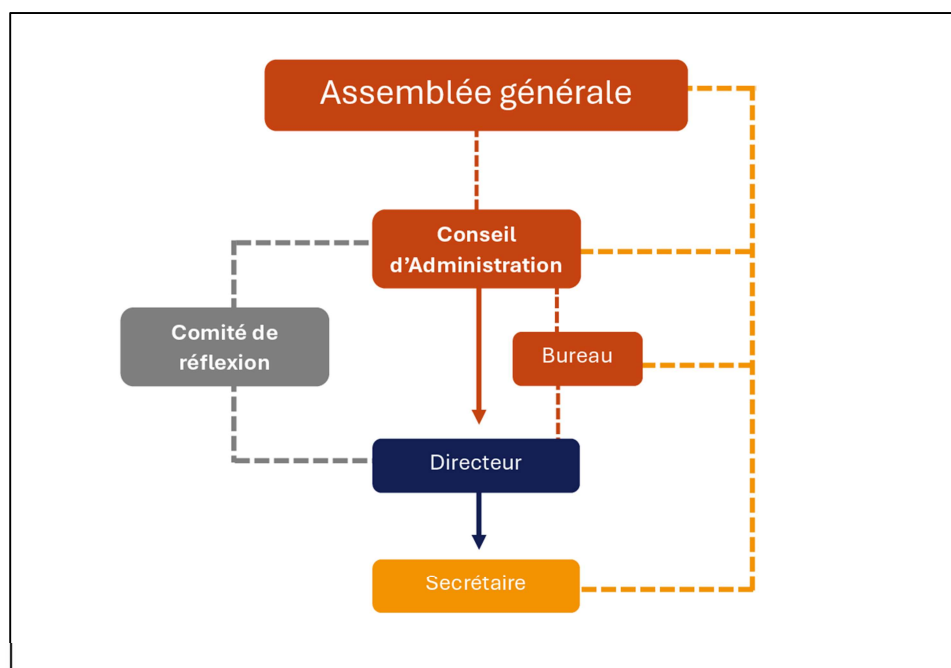 Assemblée générale
Conseil
d’Administration
Comité de
réflexion
Bureau
Directeur
Secrétaire